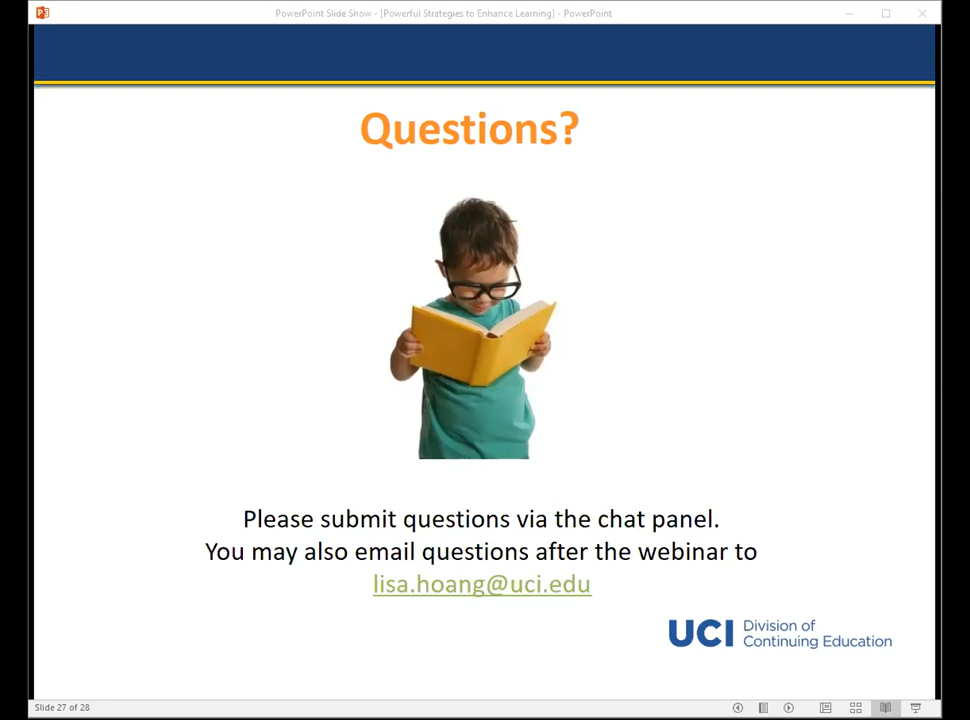 PowerPoint Slide Show - [Powerful Strategies to Enhance Learning] - PowerPoint
Questions?
Please submit questions via the chat panel.
You may also email questions after the webinar to
lisa.hoang@uci.edu
UCI Division of
Continuing Education
Slide 27 of 28